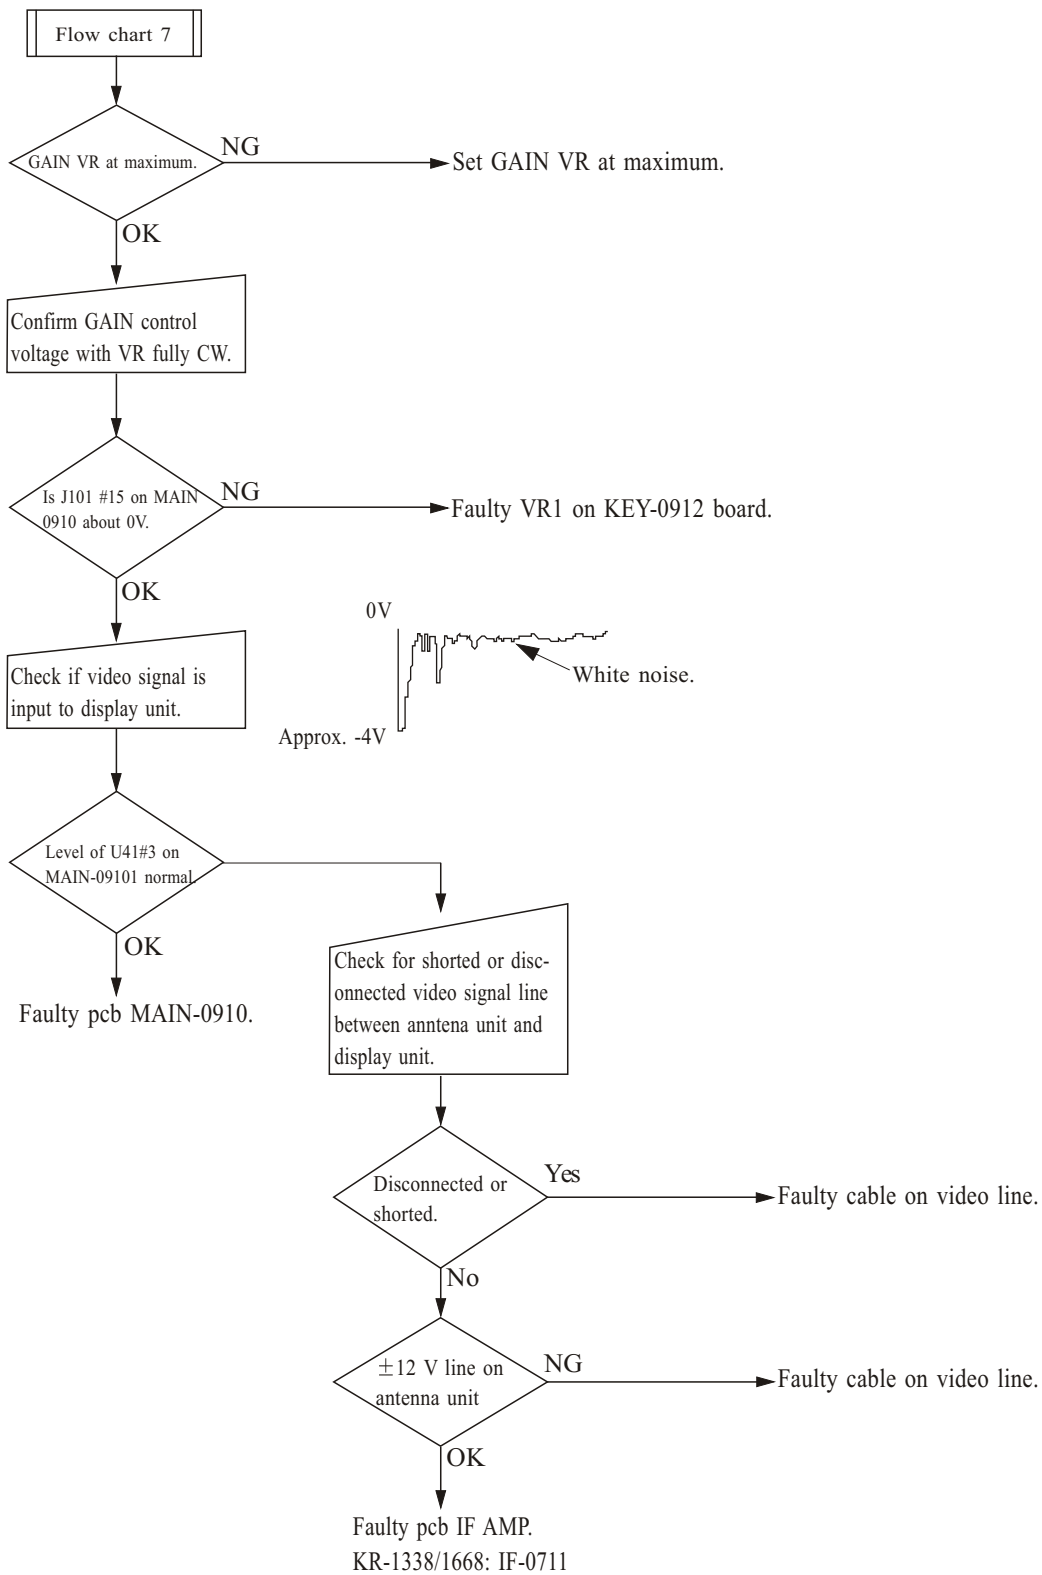 Flow chart 7
GAIN VR at maximum.
NG
Set GAIN VR at maximum.
OK
Confirm GAIN control
voltage with VR fully CW.
Is J101 #15 on MAIN
0910 about 0V.
NG
Faulty VR1 on KEY-0912 board.
OK
0V
White noise.
Approx. -4V
Check if video signal is
input to display unit.
Level of U41#3 on
MAIN-09101 normal.
OK
Faulty pcb MAIN-0910.
Check for shorted or disc-
onnected video signal line
between anntena unit and
display unit.
Disconnected or
shorted.
Yes
Faulty cable on video line.
No
±12 V line on
antenna unit
NG
Faulty cable on video line.
OK
Faulty pcb IF AMP.
KR-1338/1668: IF-0711